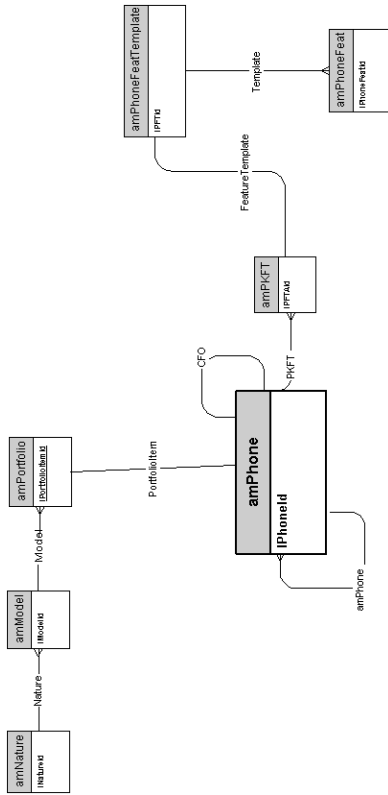 amPhoneFeatTemplate
lPFTId
Template
amPhoneFeat
lPhoneFeatId
FeatureTemplate
amPKFT
lPFTAId
PKFT
CFO
amPhone
lPhoneId
amPhone
PortfolioItem
amPortfolio
lPortfolioItemId
Model
amModel
lModelId
Nature
amNature
lNatureId